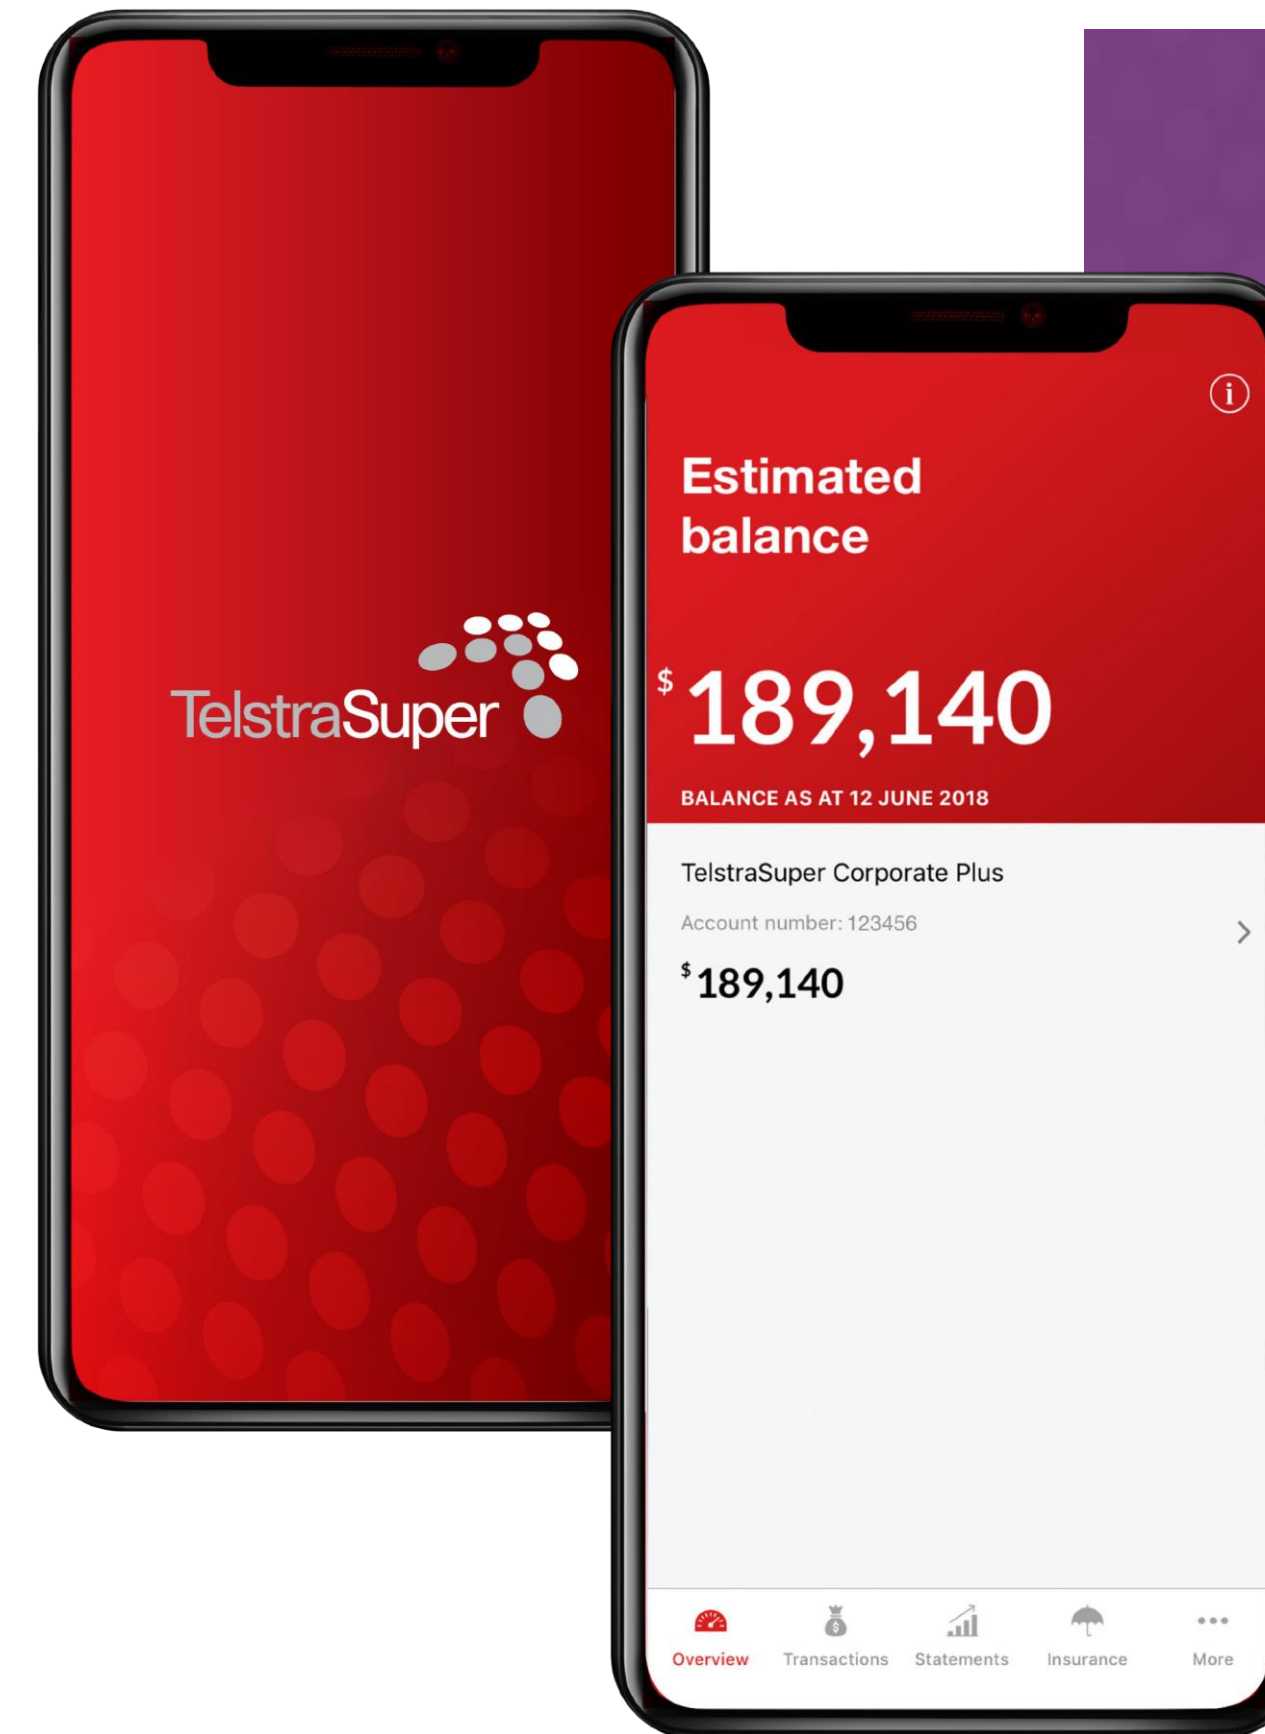 TelstraSuper
i
Estimated
balance
$189,140
BALANCE AS AT 12 JUNE 2018
TelstraSuper Corporate Plus
Account number: 123456
$189,140
Overview Transactions Statements Insurance More